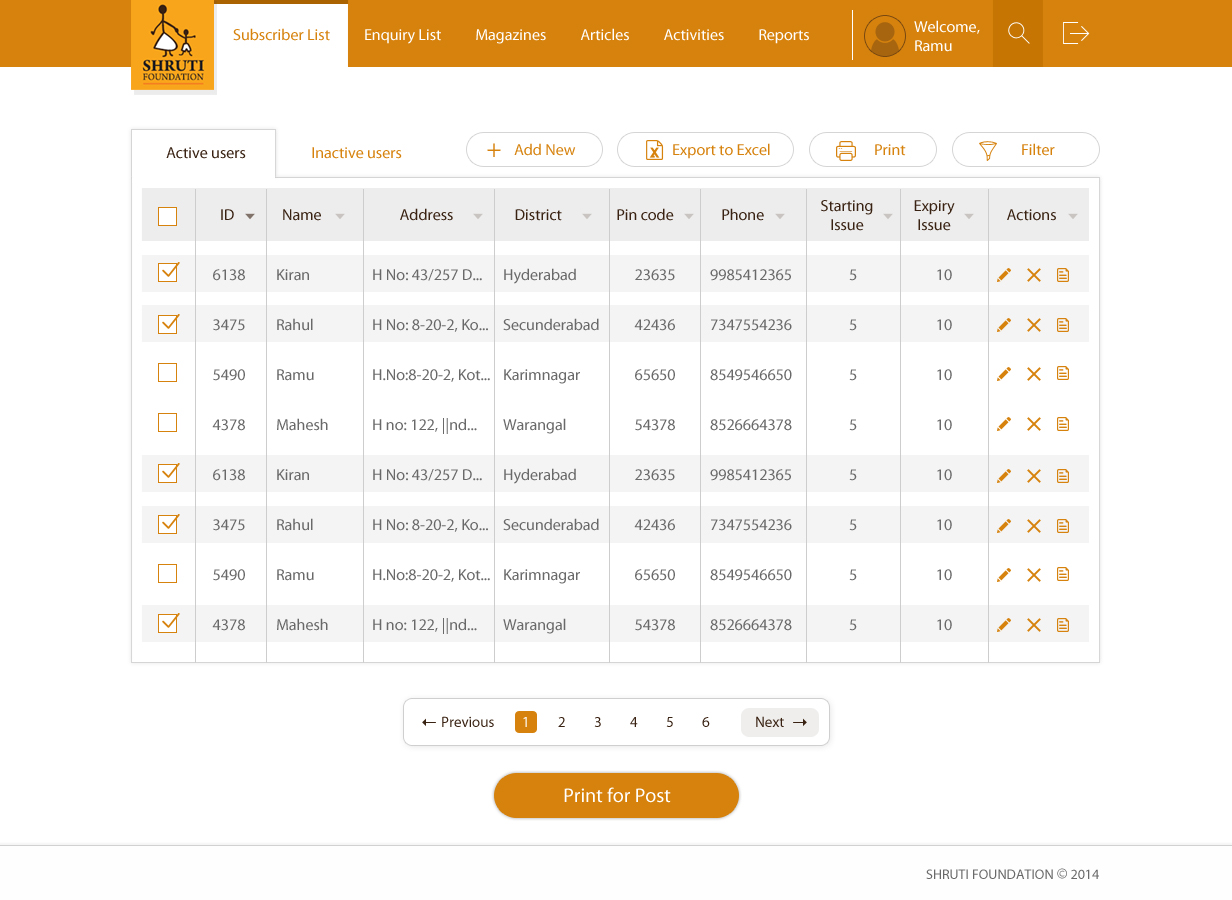 SHRUTI
FOUNDATION
Subscriber List
Enquiry List
Magazines
Articles
Activities
Reports
Welcome,
Ramu
Active users
Inactive users
Add New
Export to Excel
Print
Filter
ID Name Address District Pin code Phone Starting Issue Expiry Issue Actions
6138 Kiran H No: 43/257 D... Hyderabad 23635 9985412365 5 10
3475 Rahul H No: 8-20-2, Ko... Secunderabad 42436 7347554236 5 10
5490 Ramu H.No:8-20-2, Kot... Karimnagar 65650 8549546650 5 10
4378 Mahesh H no: 122, ||nd... Warangal 54378 8526664378 5 10
6138 Kiran H No: 43/257 D... Hyderabad 23635 9985412365 5 10
3475 Rahul H No: 8-20-2, Ko... Secunderabad 42436 7347554236 5 10
5490 Ramu H.No:8-20-2, Kot... Karimnagar 65650 8549546650 5 10
4378 Mahesh H no: 122, ||nd... Warangal 54378 8526664378 5 10
← Previous 1 2 3 4 5 6 Next →
Print for Post
SHRUTI FOUNDATION © 2014